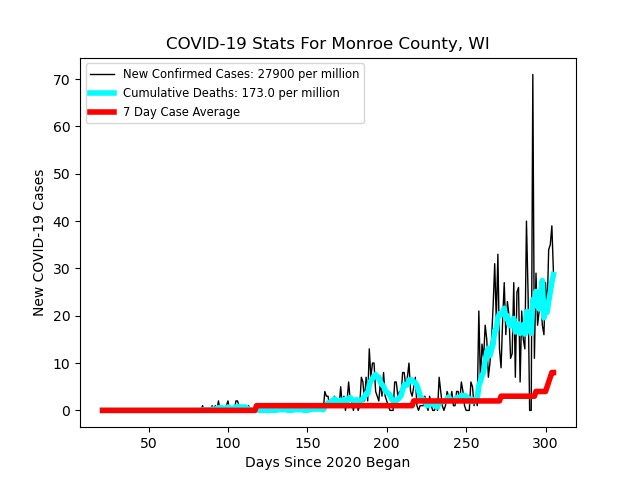 COVID-19 Stats For Monroe County, WI
New Confirmed Cases: 27900 per million
Cumulative Deaths: 173.0 per million
7 Day Case Average
70
60
50
40
30
20
10
0
New COVID-19 Cases
50 100 150 200 250 300
Days Since 2020 Began